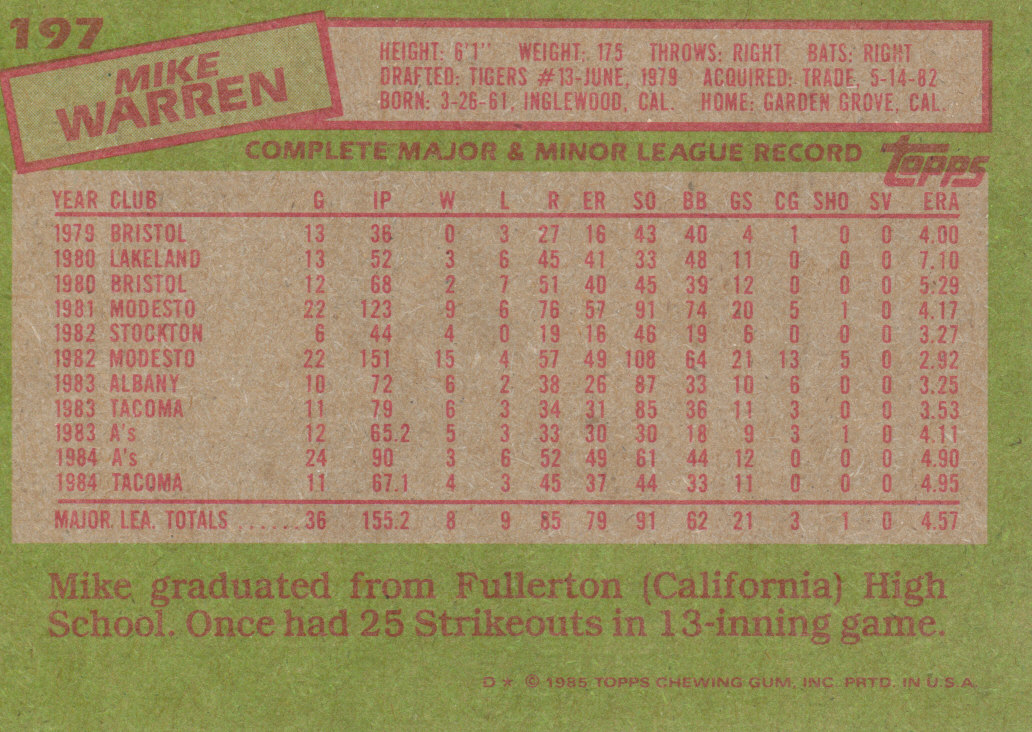 197
MIKE
WARREN
HEIGHT: 6'1" WEIGHT: 175 THROWS: RIGHT BATS: RIGHT
DRAFTED: TIGERS #13-JUNE, 1979 ACQUIRED: TRADE, 5-14-82
BORN: 3-26-61, INGLEWOOD, CAL. HOME: GARDEN GROVE, CAL.
COMPLETE MAJOR & MINOR LEAGUE RECORD topps
YEAR CLUB G IP W L R ER SO BB GS CG SHO SV ERA
1979 BRISTOL 13 36 0 3 27 16 43 40 4 1 0 0 4.00
1980 LAKELAND 13 52 3 6 45 41 33 48 11 0 0 0 7.10
1980 BRISTOL 12 68 2 7 51 40 45 39 12 0 0 0 5.29
1981 MODESTO 22 123 9 6 76 57 91 74 20 5 1 0 4.17
1982 STOCKTON 6 44 4 0 19 16 46 19 6 0 0 0 3.27
1982 MODESTO 22 151 15 4 57 49 108 64 21 13 5 0 2.92
1983 ALBANY 10 72 6 2 38 26 87 33 10 6 0 0 3.25
1983 TACOMA 11 79 6 3 34 31 85 36 11 3 0 0 3.53
1983 A's 12 65.2 5 3 33 30 30 18 9 3 1 0 4.11
1984 A's 24 90 3 6 52 49 61 44 12 0 0 0 4.90
1984 TACOMA 11 67.1 4 3 45 37 44 33 11 0 0 0 4.95
MAJOR LEA. TOTALS ......36 155.2 8 9 85 79 91 62 21 3 1 0 4.57
Mike graduated from Fullerton (California) High
School. Once had 25 Strikeouts in 13-inning game.
D * © 1985 TOPPS CHEWING GUM, INC. PRTD. IN U.S.A.